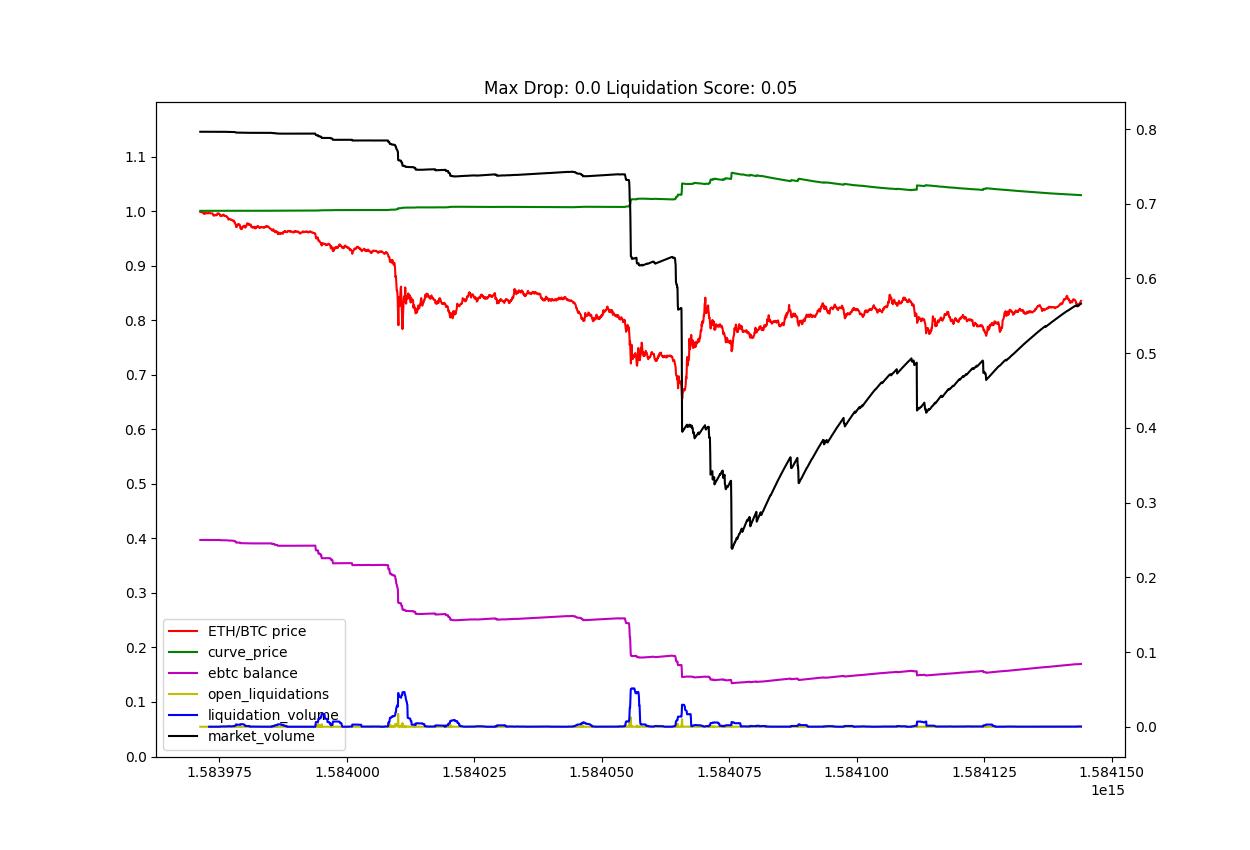 Max Drop: 0.0 Liquidation Score: 0.05
1.1
1.0
0.9
0.8
0.7
0.6
0.5
0.4
0.3
0.2
0.1
0.0
0.8
0.7
0.6
0.5
0.4
0.3
0.2
0.1
0.0
ETH/BTC price
curve_price
ebtc balance
open_liquidations
liquidation_volume
market_volume
1.583975 1.584000 1.584025 1.584050 1.584075 1.584100 1.584125 1.584150
1e15